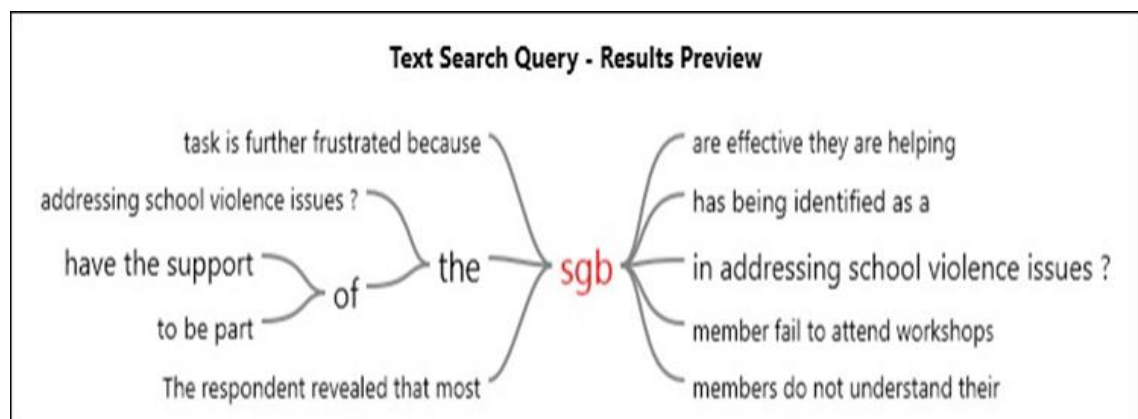 Text Search Query - Results Preview
task is further frustrated because
addressing school violence issues ?
have the support
to be part
of
the
The respondent revealed that most
sgb
are effective they are helping
has being identified as a
in addressing school violence issues ?
member fail to attend workshops
members do not understand their